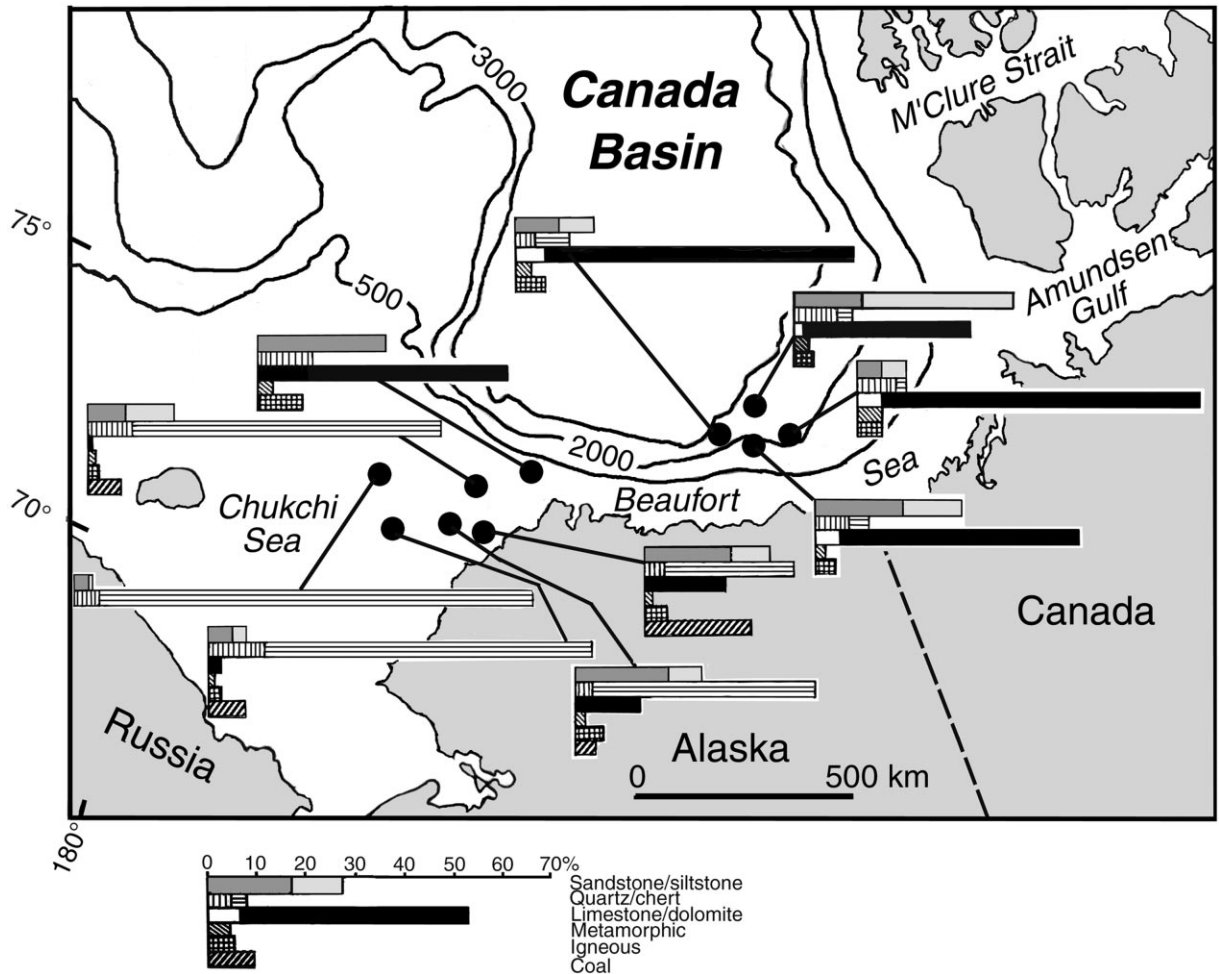 3000
Canada
Basin
M'Clure Strait
75°
Amundsen
Gulf
500
2000
Sea
Beaufort
Chukchi
Sea
70°
Canada
Russia
Alaska
0 500 km
180°
0 10 20 30 40 50 70%
Sandstone/siltstone
Quartz/chert
Limestone/dolomite
Metamorphic
Igneous
Coal